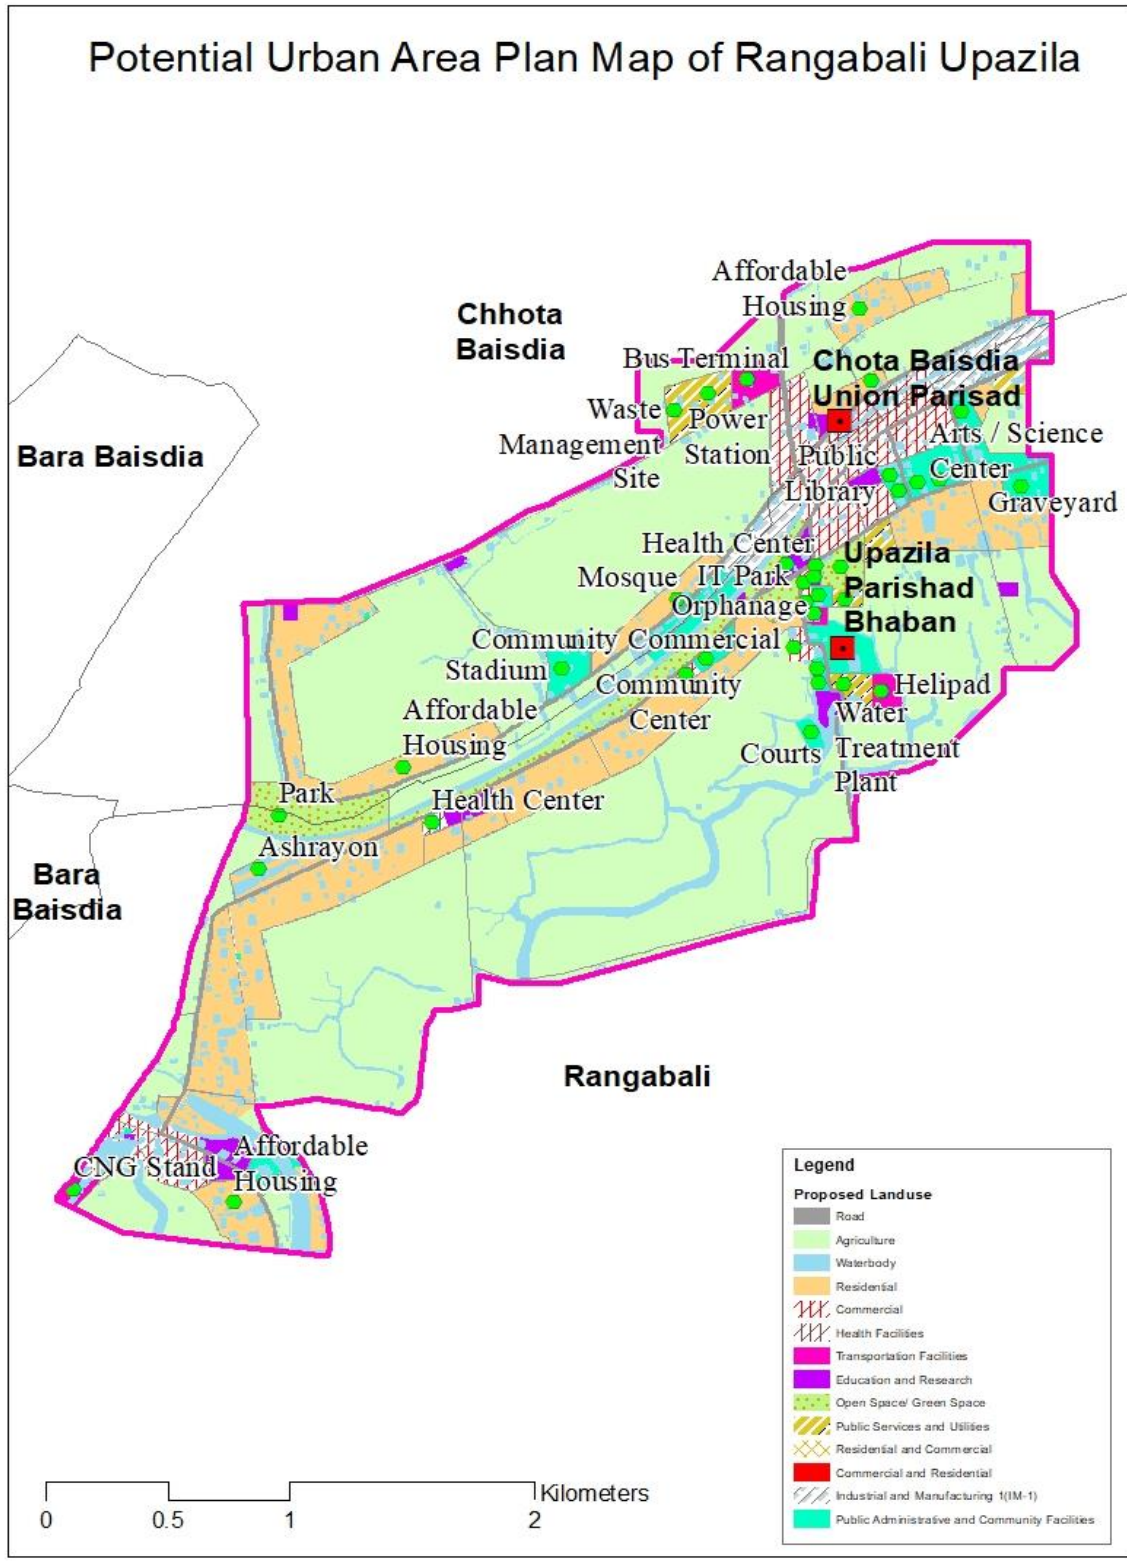 Potential Urban Area Plan Map of Rangabali Upazila
Affordable
Housing
Chhota
Baisdia
Bus Terminal
Chota Baisdia
Union Parisad
Waste
Management
Site
Power
Station
Public
Library
Arts / Science
Center
Graveyard
Bara Baisdia
Health Center
Mosque
IT Park
Orphanage
Upazila
Parishad
Bhaban
Community
Stadium
Commercial
Community
Center
Helipad
Water
Treatment
Plant
Courts
Affordable
Housing
Park
Health Center
Ashrayon
Bara
Baisdia
Rangabali
CNG Stand
Affordable
Housing
Legend
Proposed Landuse
Road
Agriculture
Waterbody
Residential
Commercial
Health Facilities
Transportation Facilities
Education and Research
Open Space/ Green Space
Public Services and Utilities
Residential and Commercial
Commercial and Residential
Industrial and Manufacturing 1(IM-1)
Public Administrative and Community Facilities
Kilometers
0 0.5 1 2